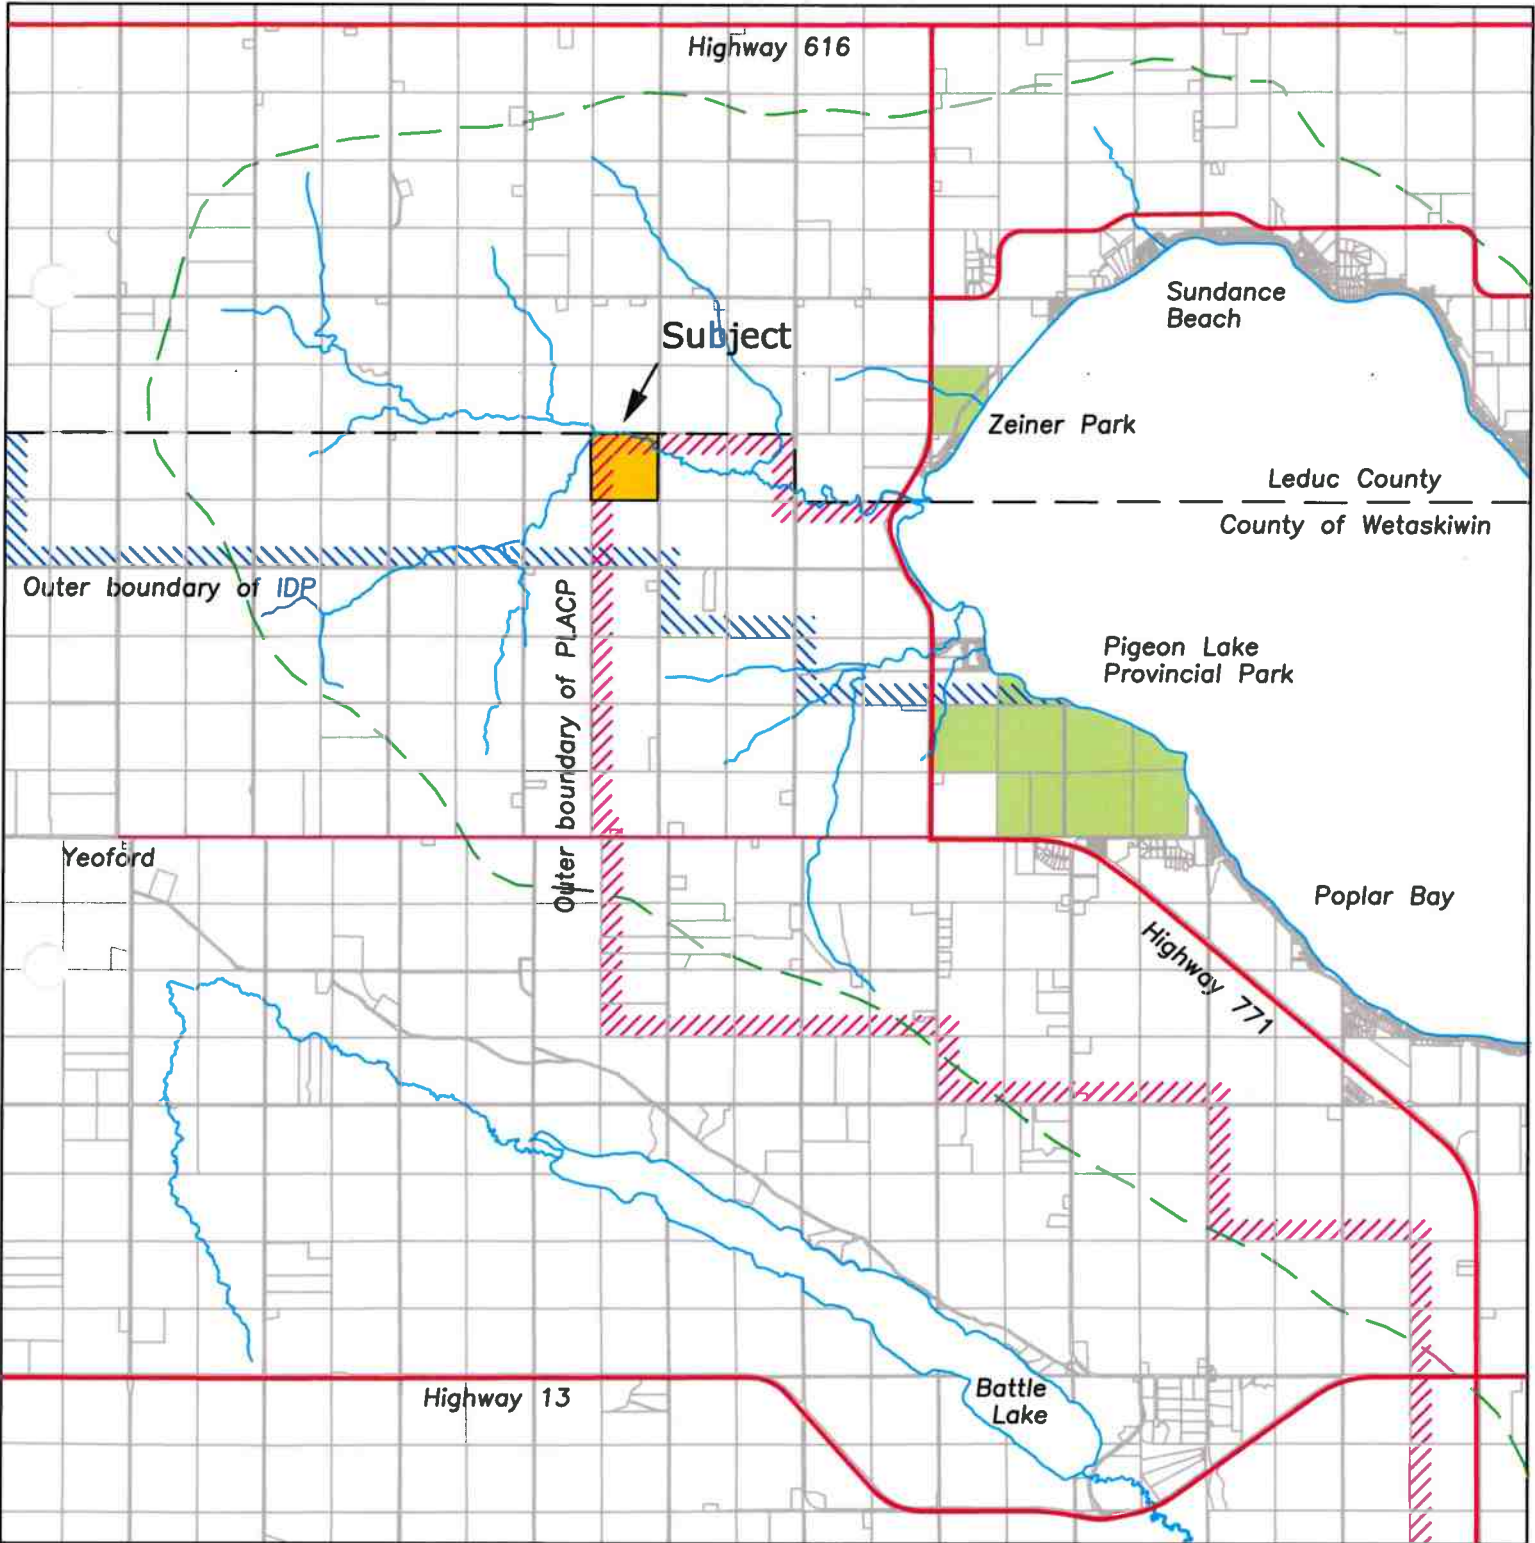 Highway 616
Sundance
Beach
Subject
Zeiner Park
Leduc County
County of Wetaskiwin
Outer boundary of IDP
Outer boundary of PLACP
Pigeon Lake
Provincial Park
Yeoford
Poplar Bay
Highway 771
Highway 13
Battle
Lake